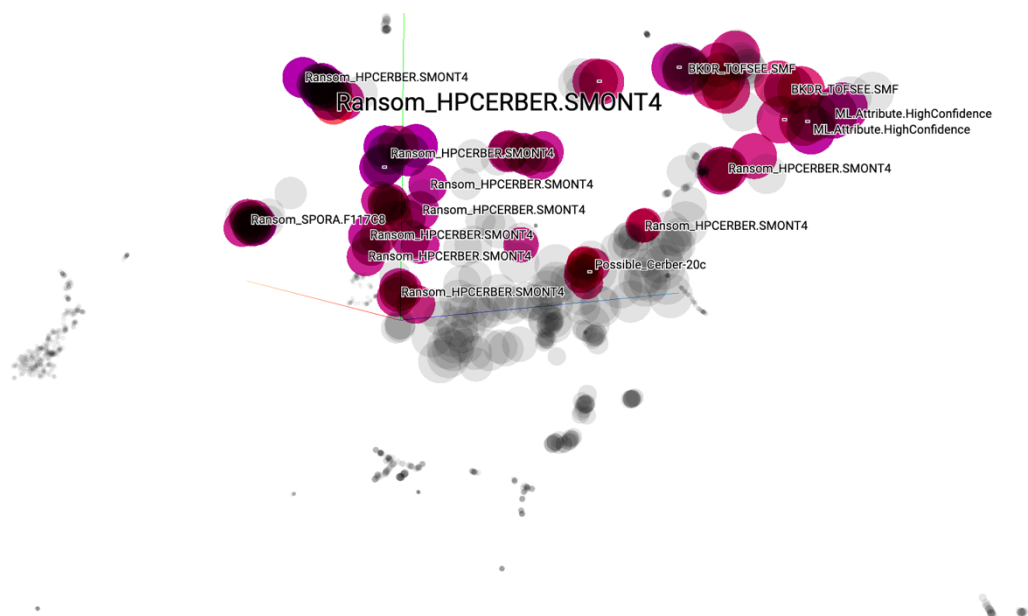 BKDR_TOFSEE.SMF
Ransom_HPCERBER.SMONT4
BKDR_TOFSEE.SMF
Ransom_HPCERBER.SMONT4
ML.Attribute.HighConfidence
ML.Attribute.HighConfidence
Ransom_HPCERBER.SMONT4
Ransom_HPCERBER.SMONT4
Ransom_HPCERBER.SMONT4
Ransom_HPCERBER.SMONT4
Ransom_SPORA.F117C8
Ransom_HPCERBER.SMONT4
Ransom_HPCERBER.SMONT4
Ransom_HPCERBER.SMONT4
Possible_Cerber-20c
Ransom_HPCERBER.SMONT4